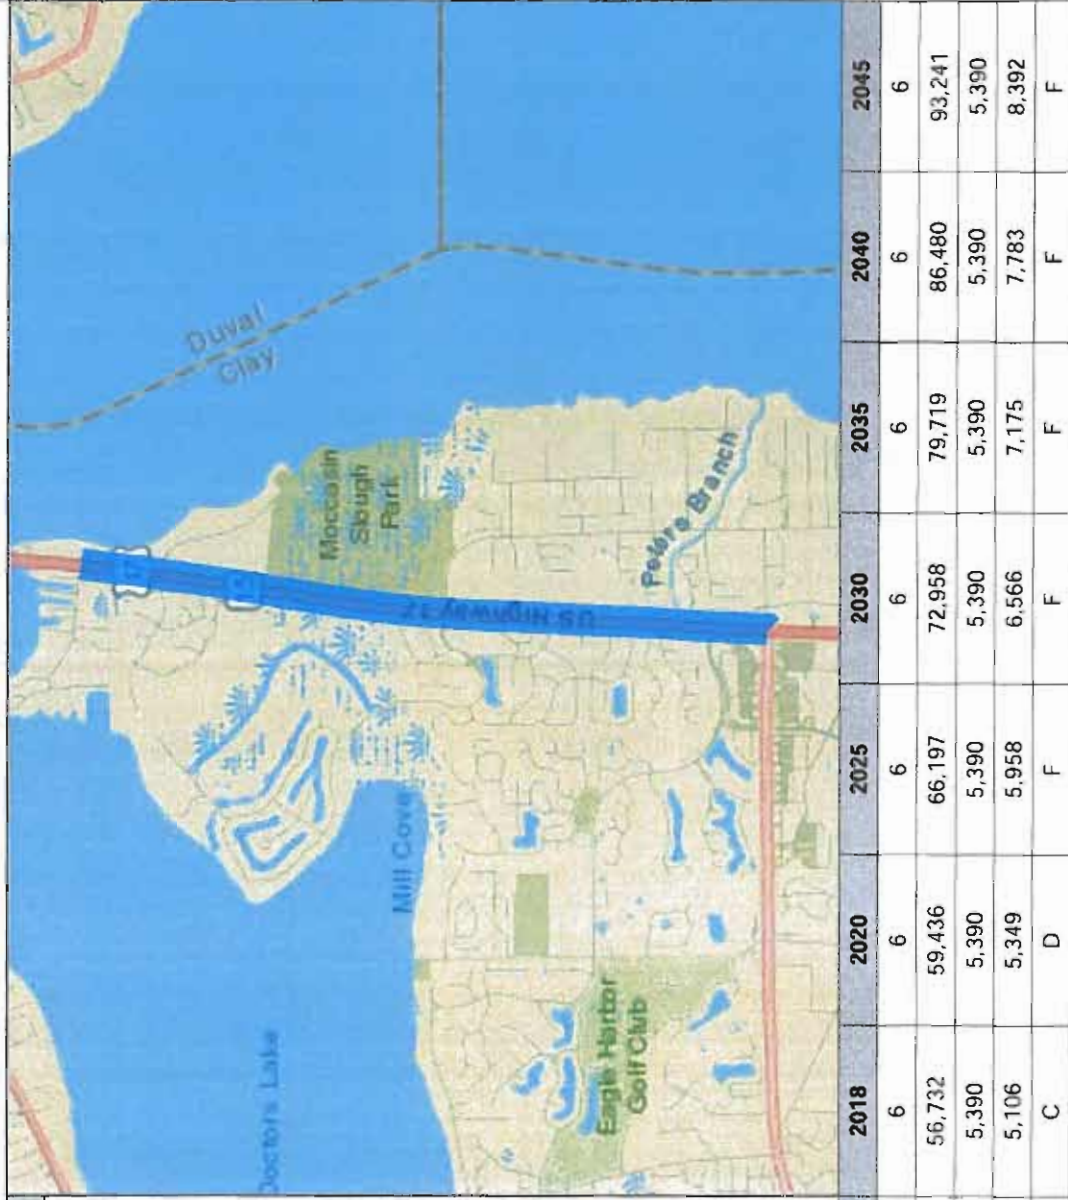 Duval
Clay
Moccasin
Slough
Park
Peters Branch
US Highway 17
Mill Cove
Doctors Lake
Eagle Harbor
Golf Club
2018 2020 2025 2030 2035 2040 2045
6 6 6 6 6 6 6
56,732 59,436 66,197 72,958 79,719 86,480 93,241
5,390 5,390 5,390 5,390 5,390 5,390 5,390
5,106 5,349 5,958 6,566 7,175 7,783 8,392
C D F F F F F